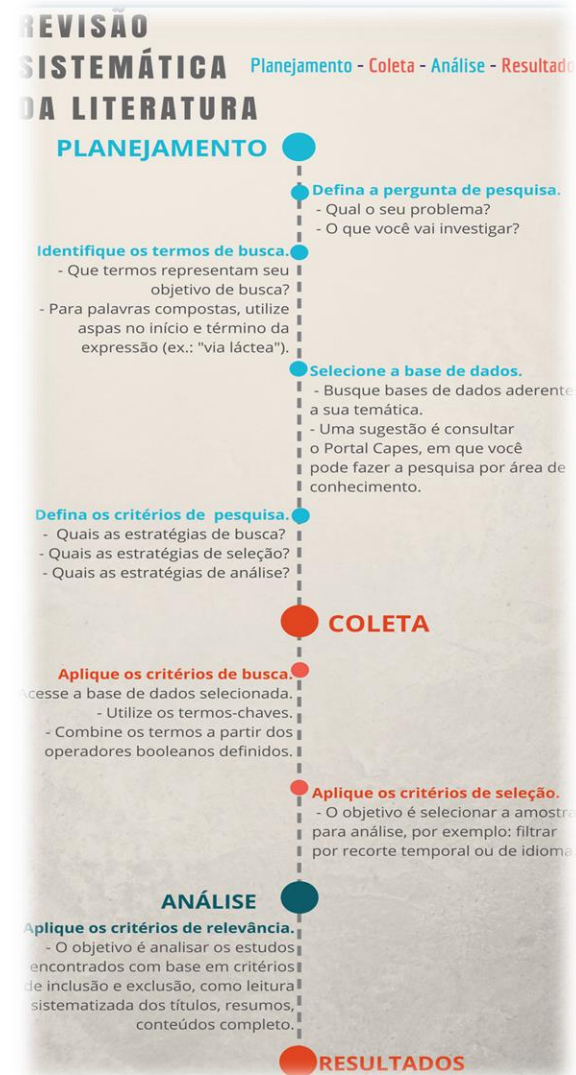 REVISÃO
SISTEMÁTICA
DA LITERATURA
Planejamento - Coleta - Análise - Resultado
PLANEJAMENTO
Defina a pergunta de pesquisa.
- Qual o seu problema?
- O que você vai investigar?
Identifique os termos de busca.
- Que termos representam seu
objetivo de busca?
- Para palavras compostas, utilize
aspas no início e término da
expressão (ex.: "via láctea").
Selecione a base de dados.
- Busque bases de dados aderente
a sua temática.
- Uma sugestão é consultar
o Portal Capes, em que você
pode fazer a pesquisa por área de
conhecimento.
Defina os critérios de pesquisa.
- Quais as estratégias de busca?
- Quais as estratégias de seleção?
- Quais as estratégias de análise?
COLETA
Aplique os critérios de busca.
Acesse a base de dados selecionada.
- Utilize os termos-chaves.
- Combine os termos a partir dos
operadores booleanos definidos.
Aplique os critérios de seleção.
- O objetivo é selecionar a amostra
para análise, por exemplo: filtrar
por recorte temporal ou de idioma
ANÁLISE
Aplique os critérios de relevância.
- O objetivo é analisar os estudos
encontrados com base em critérios
de inclusão e exclusão, como leitura
sistematizada dos títulos, resumos,
conteúdos completo.
RESULTADOS